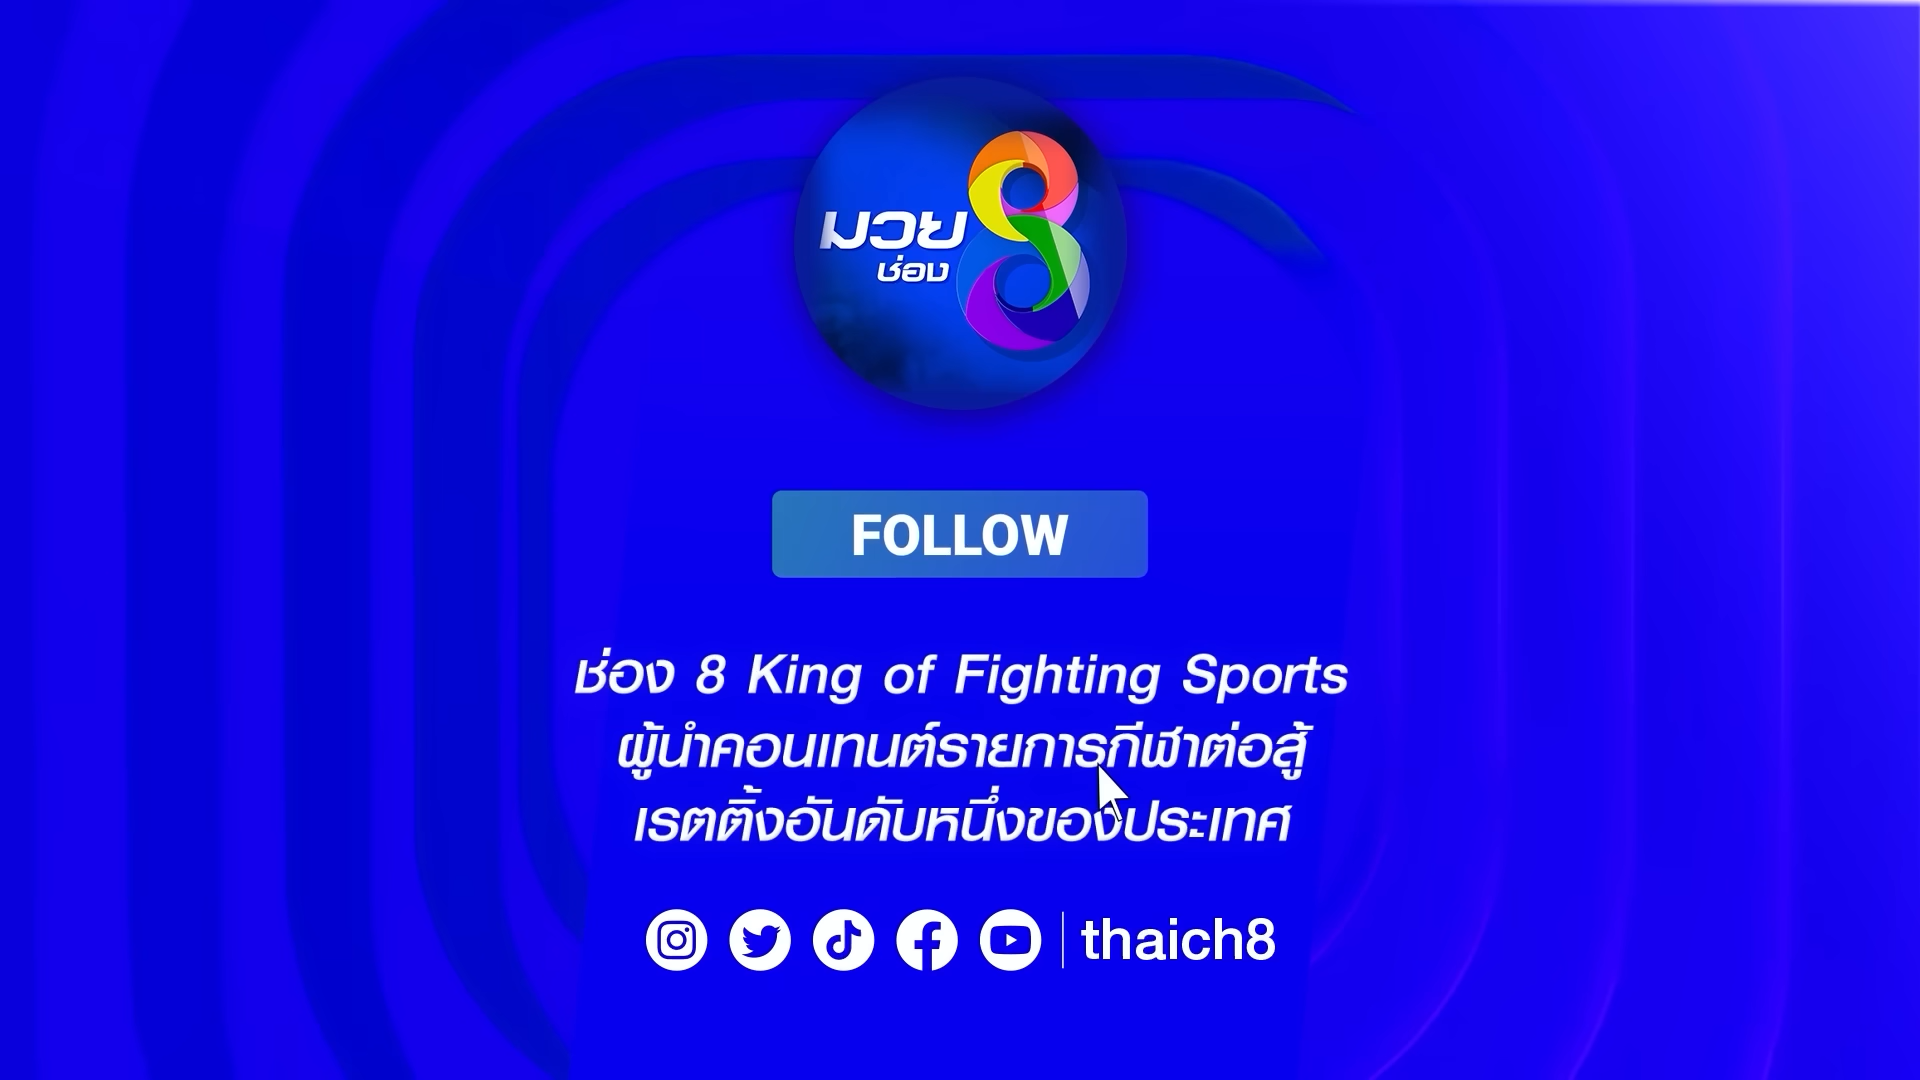 มวย
ช่อง 8
FOLLOW
ช่อง 8 King of Fighting Sports
ผู้นำคอนเทนต์รายการกีฬาต่อสู้
เรตติ้งอันดับหนึ่งของประเทศ
thaich8